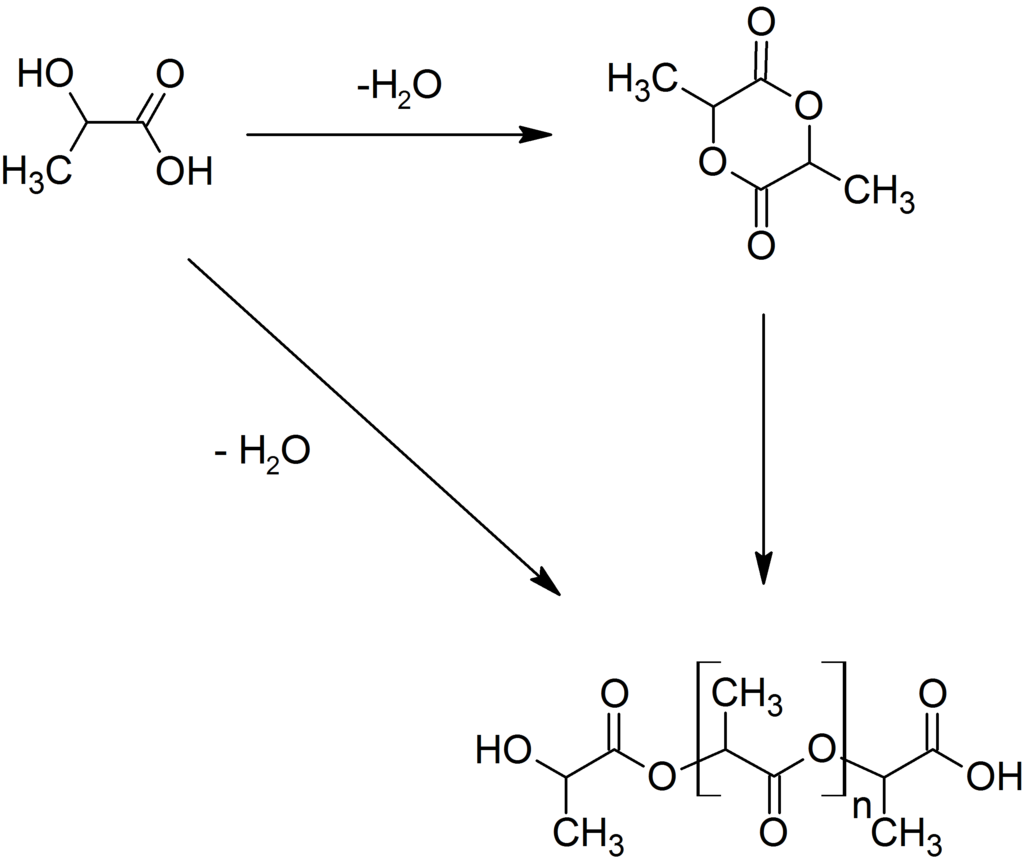 O
HO O -H₂O H₃C O
H₃C OH O CH₃
O
- H₂O
O CH₃ O
HO O O OH
CH₃ O n CH₃